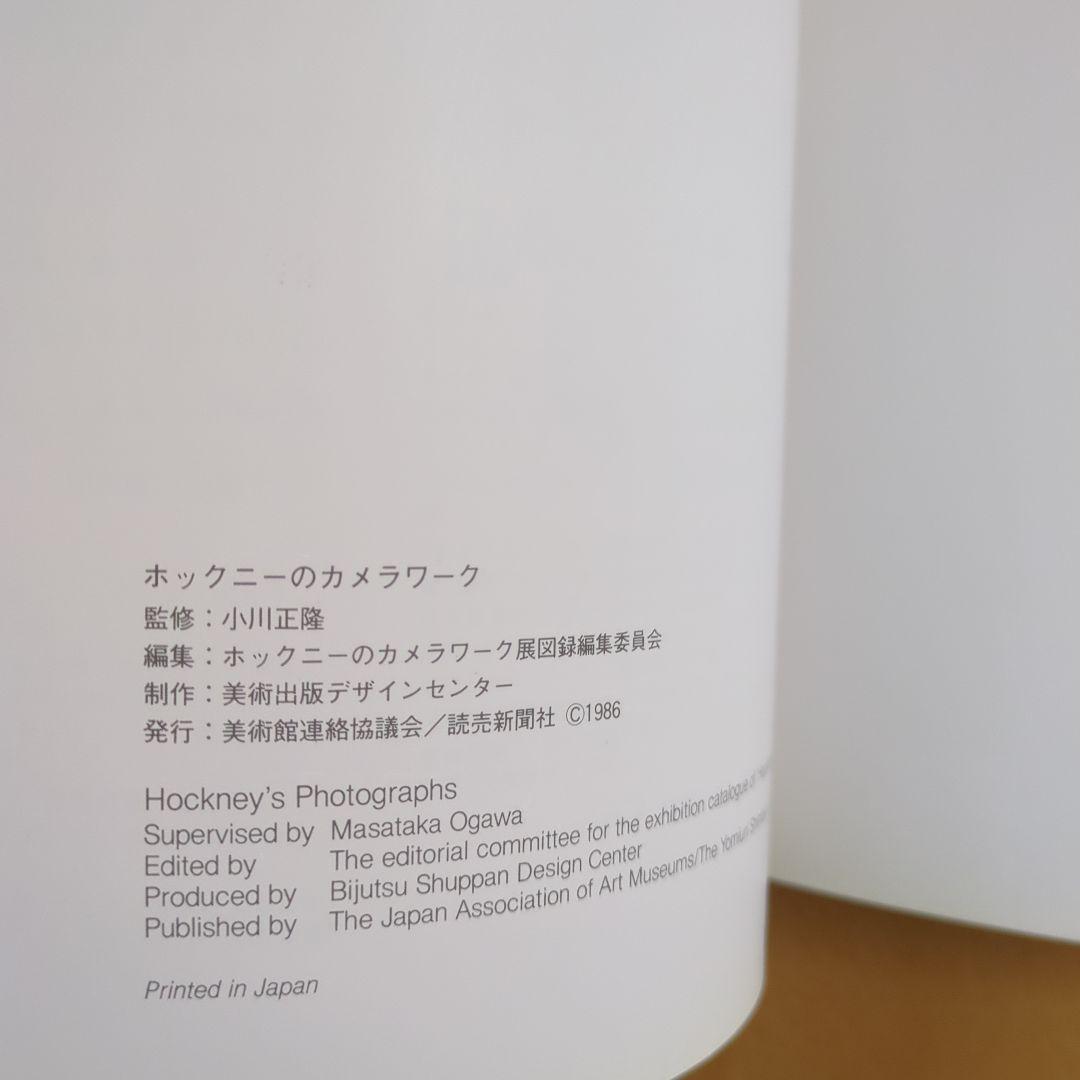 ホックニーのカメラワーク
監修：小川正隆
編集：ホックニーのカメラワーク展図録編集委員会
制作：美術出版デザインセンター
発行：美術館連絡協議会／読売新聞社 ©1986
Hockney's Photographs
Supervised by Masataka Ogawa
Edited by The editorial committee for the exhibition catalogue of
Produced by Bijutsu Shuppan Design Center
Published by The Japan Association of Art Museums/The Yomiuri
Printed in Japan